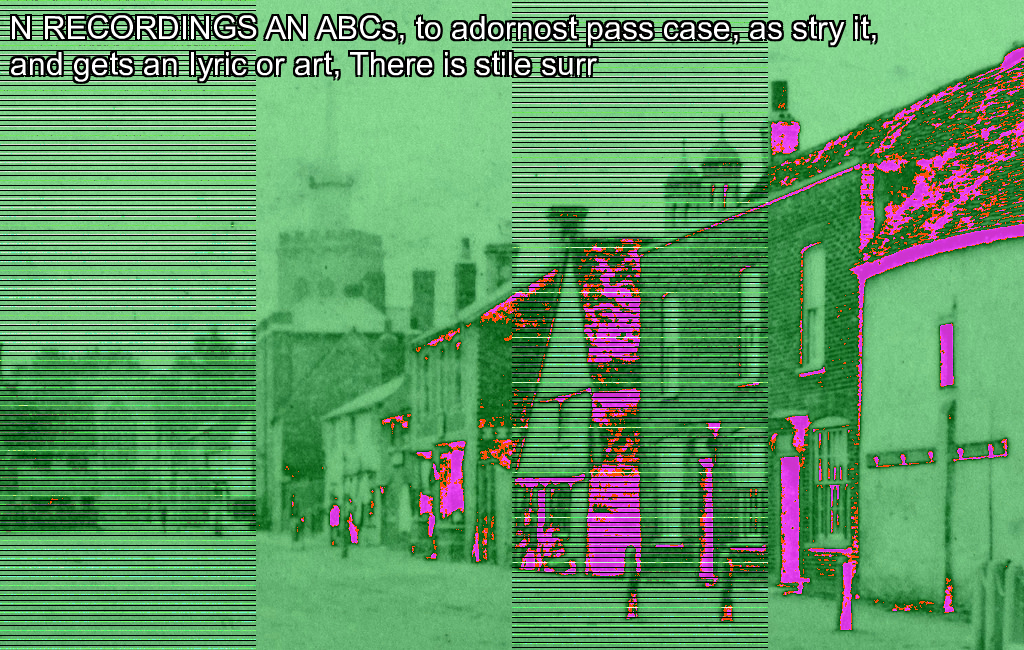 N RECORDINGS AN ABCs, to adornost pass case, as stry it,
and gets an lyric or art, There is stile surr